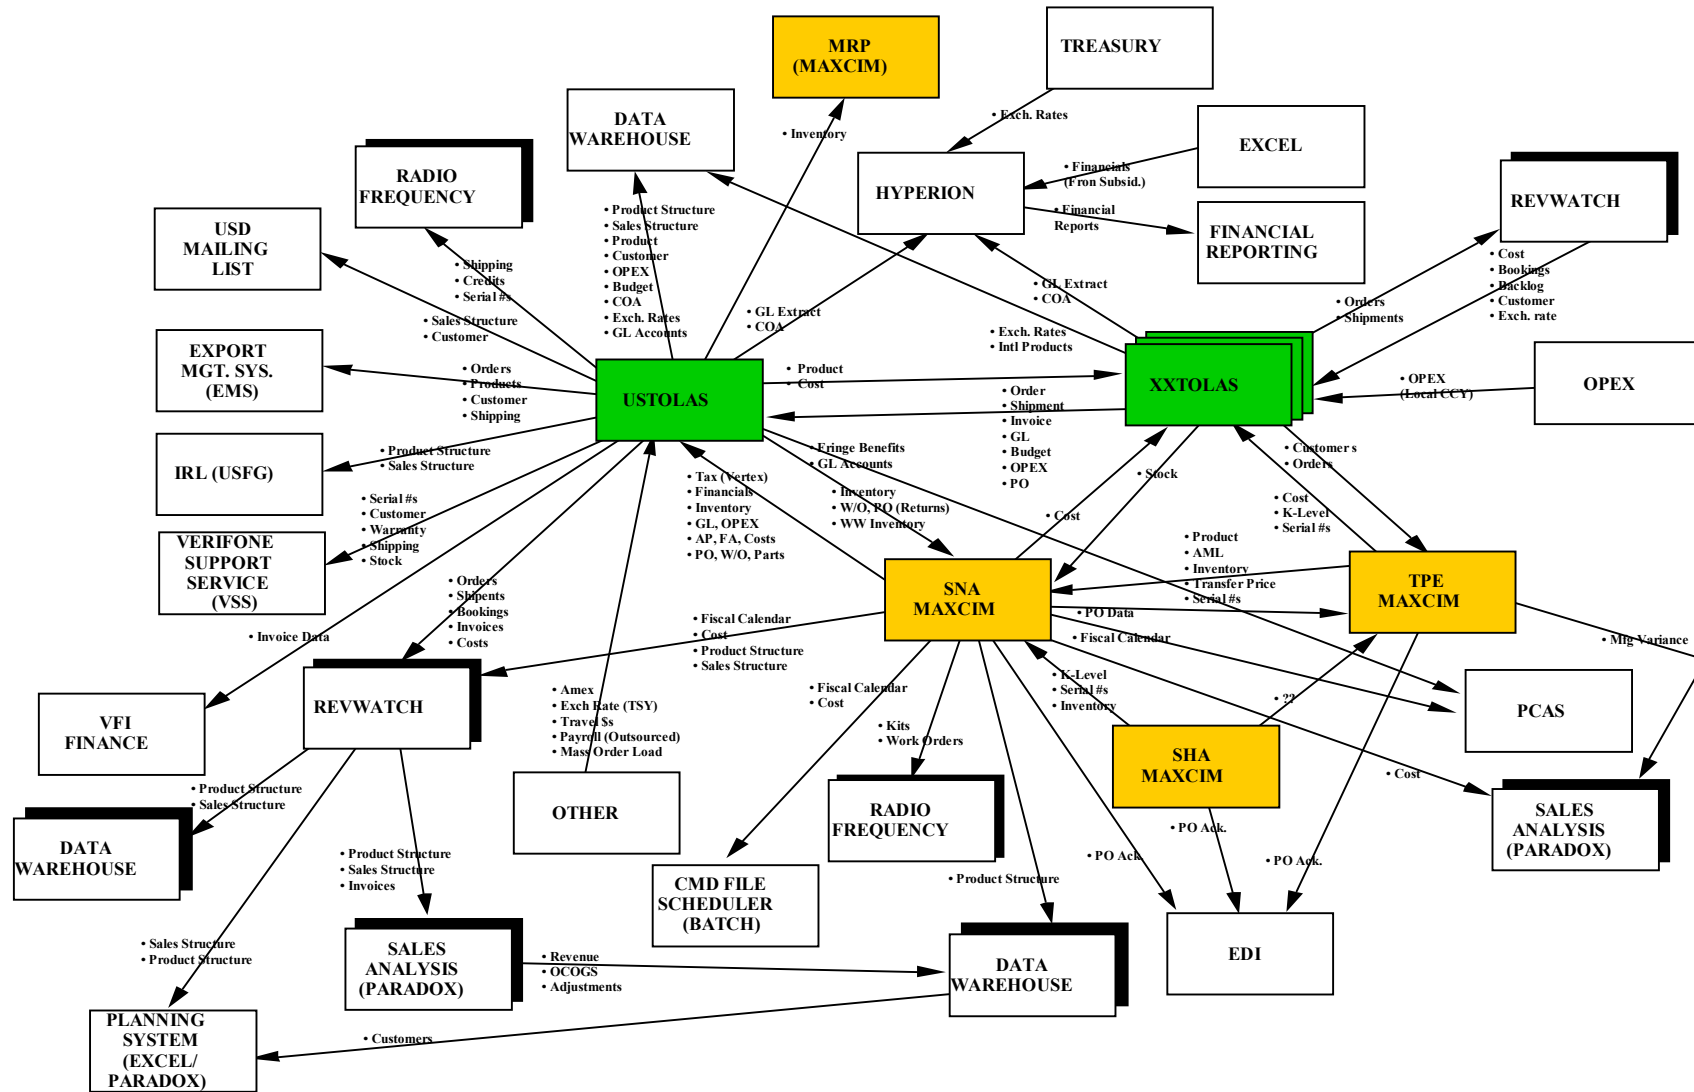 MRP
(MAXCIM)
TREASURY
DATA
WAREHOUSE
• Exch. Rates
• Inventory
EXCEL
RADIO
FREQUENCY
HYPERION
• Financials
(Fron Subsid.)
REVWATCH
• Financial
Reports
FINANCIAL
REPORTING
USD
MAILING
LIST
• Product Structure
• Sales Structure
• Product
• Customer
• OPEX
• Budget
• COA
• Exch. Rates
• GL Accounts
• Shipping
• Credits
• Serial #s
• Cost
• Bookings
• Backlog
• Customer
• Exch. rate
• GL Extract
• COA
• Orders
• Shipments
• GL Extract
• COA
• Sales Structure
• Customer
• Exch. Rates
• Intl Products
EXPORT
MGT. SYS.
(EMS)
• Orders
• Products
• Customer
• Shipping
USTOLAS
• Product
• Cost
XXTOLAS
• OPEX
(Local CCY)
OPEX
• Order
• Shipment
• Invoice
• GL
• Budget
• OPEX
• PO
IRL (USFG)
• Product Structure
• Sales Structure
• Fringe Benefits
• GL Accounts
• Customer s
• Orders
• Tax (Vertex)
• Financials
• Inventory
• GL, OPEX
• AP, FA, Costs
• PO, W/O, Parts
• Inventory
• W/O, PO (Returns)
• WW Inventory
• Stock
• Cost
• Cost
• K-Level
• Serial #s
• Serial #s
• Customer
• Warranty
• Shipping
• Stock
VERIFONE
SUPPORT
SERVICE
(VSS)
• Product
• AML
• Inventory
• Transfer Price
• Serial #s
SNA
MAXCIM
TPE
MAXCIM
• Orders
• Shipents
• Bookings
• Invoices
• Costs
• PO Data
• Invoice Data
• Fiscal Calendar
• Cost
• Product Structure
• Sales Structure
• Fiscal Calendar
• Mfg Variance
REVWATCH
• K-Level
• Serial #s
• Inventory
• ??
• Amex
• Exch Rate (TSY)
• Travel $s
• Payroll (Outsourced)
• Mass Order Load
• Fiscal Calendar
• Cost
VFI
FINANCE
• Kits
• Work Orders
SHA
MAXCIM
PCAS
• Product Structure
• Sales Structure
OTHER
RADIO
FREQUENCY
• Cost
DATA
WAREHOUSE
• PO Ack.
SALES
ANALYSIS
(PARADOX)
• Product Structure
• Sales Structure
• Invoices
• PO Ack.
• PO Ack.
CMD FILE
SCHEDULER
(BATCH)
• Product Structure
• Sales Structure
• Product Structure
SALES
ANALYSIS
(PARADOX)
• Revenue
• OCOGS
• Adjustments
DATA
WAREHOUSE
EDI
PLANNING
SYSTEM
(EXCEL/
PARADOX)
• Customers